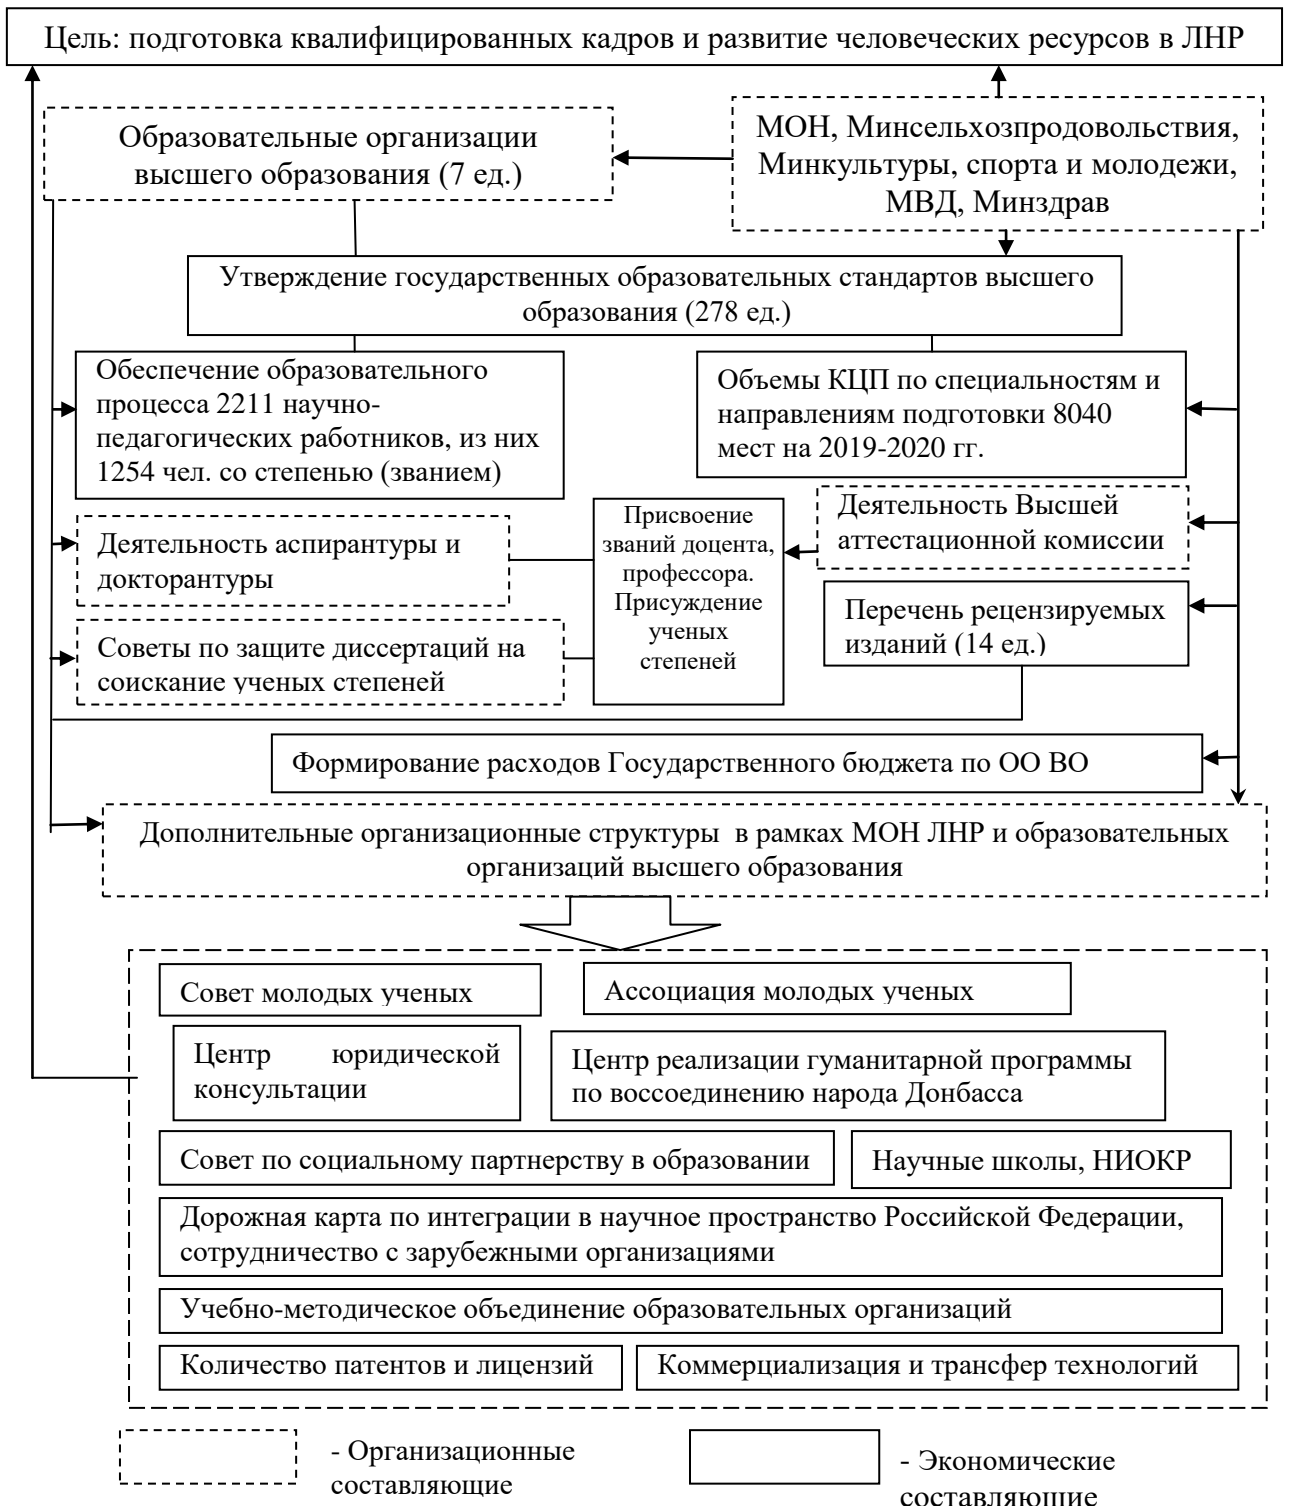 Цель: подготовка квалифицированных кадров и развитие человеческих ресурсов в ЛНР
Образовательные организации
высшего образования (7 ед.)
МОН, Минсельхозпродовольствия,
Минкультуры, спорта и молодежи,
МВД, Минздрав
Утверждение государственных образовательных стандартов высшего
образования (278 ед.)
Обеспечение образовательного
процесса 2211 научно-
педагогических работников, из них
1254 чел. со степенью (званием)
Объемы КЦП по специальностям и
направлениям подготовки 8040
мест на 2019-2020 гг.
Деятельность аспирантуры и
докторантуры
Присвоение
званий доцента,
профессора.
Присуждение
ученых
степеней
Деятельность Высшей
аттестационной комиссии
Перечень рецензируемых
изданий (14 ед.)
Советы по защите диссертаций на
соискание ученых степеней
Формирование расходов Государственного бюджета по ОО ВО
Дополнительные организационные структуры в рамках МОН ЛНР и образовательных
организаций высшего образования
Совет молодых ученых
Ассоциация молодых ученых
Центр юридической
консультации
Центр реализации гуманитарной программы
по воссоединению народа Донбасса
Совет по социальному партнерству в образовании
Научные школы, НИОКР
Дорожная карта по интеграции в научное пространство Российской Федерации,
сотрудничество с зарубежными организациями
Учебно-методическое объединение образовательных организаций
Количество патентов и лицензий
Коммерциализация и трансфер технологий
- Организационные
составляющие
- Экономические
составляющие